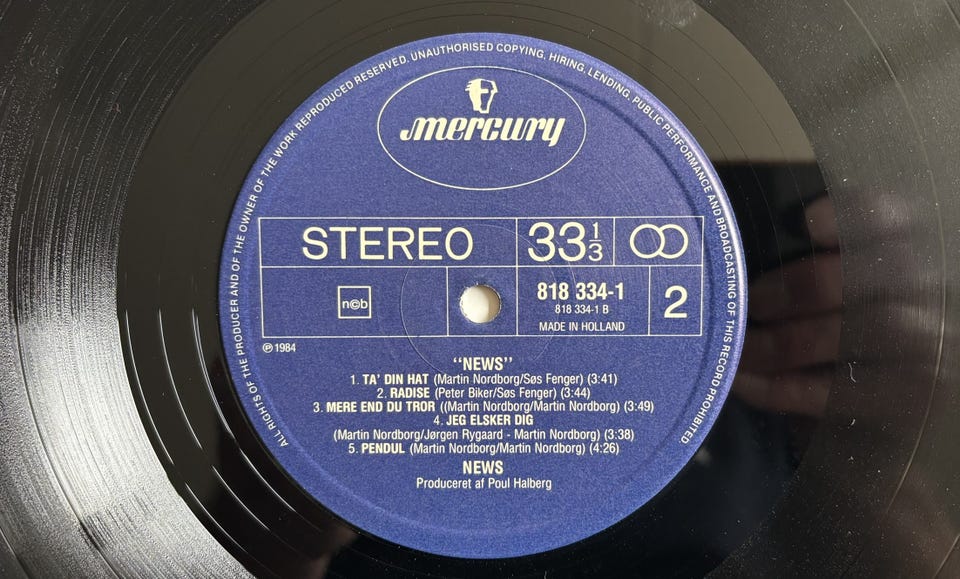 ALL RIGHTS OF THE PRODUCER AND OF THE OWNER OF THE WORK REPRODUCED RESERVED. UNAUTHORISED COPYING, HIRING, LENDING, PUBLIC PERFORMANCE AND BROADCASTING OF THIS RECORD PROHIBITED
mercury
STEREO 33 1/3
n©b 818 334-1 2
818 334-1 B
MADE IN HOLLAND
℗ 1984
“NEWS”
1. TA' DIN HAT (Martin Nordborg/Søs Fenger) (3:41)
2. RADISE (Peter Biker/Søs Fenger) (3:44)
3. MERE END DU TROR ((Martin Nordborg/Martin Nordborg) (3:49)
4. JEG ELSKER DIG
(Martin Nordborg/Jørgen Rygaard - Martin Nordborg) (3:38)
5. PENDUL (Martin Nordborg/Martin Nordborg) (4:26)
NEWS
Produceret af Poul Halberg